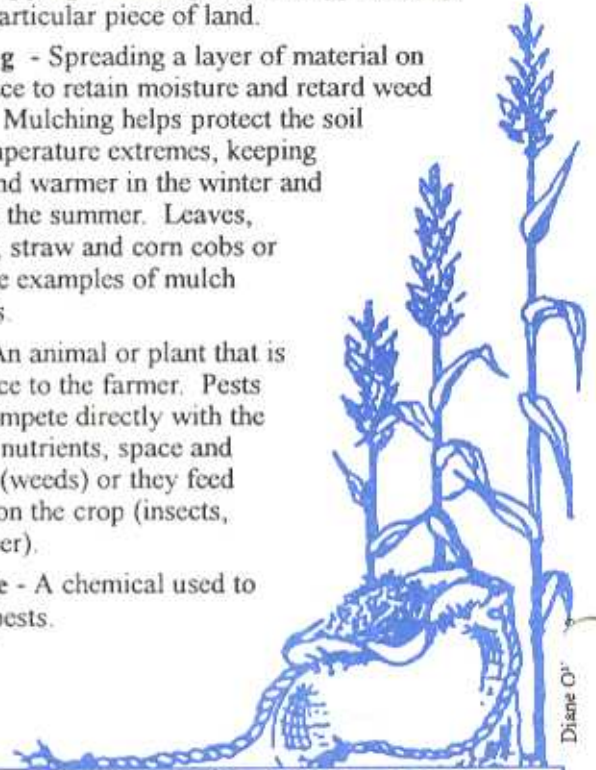 articular piece of land.
g - Spreading a layer of material on
ce to retain moisture and retard weed
Mulching helps protect the soil
nperature extremes, keeping
nd warmer in the winter and
the summer. Leaves,
, straw and corn cobs or
e examples of mulch
s.
An animal or plant that is
ce to the farmer. Pests
mpete directly with the
nutrients, space and
(weeds) or they feed
on the crop (insects,
er).
e - A chemical used to
pests.
Diane O'